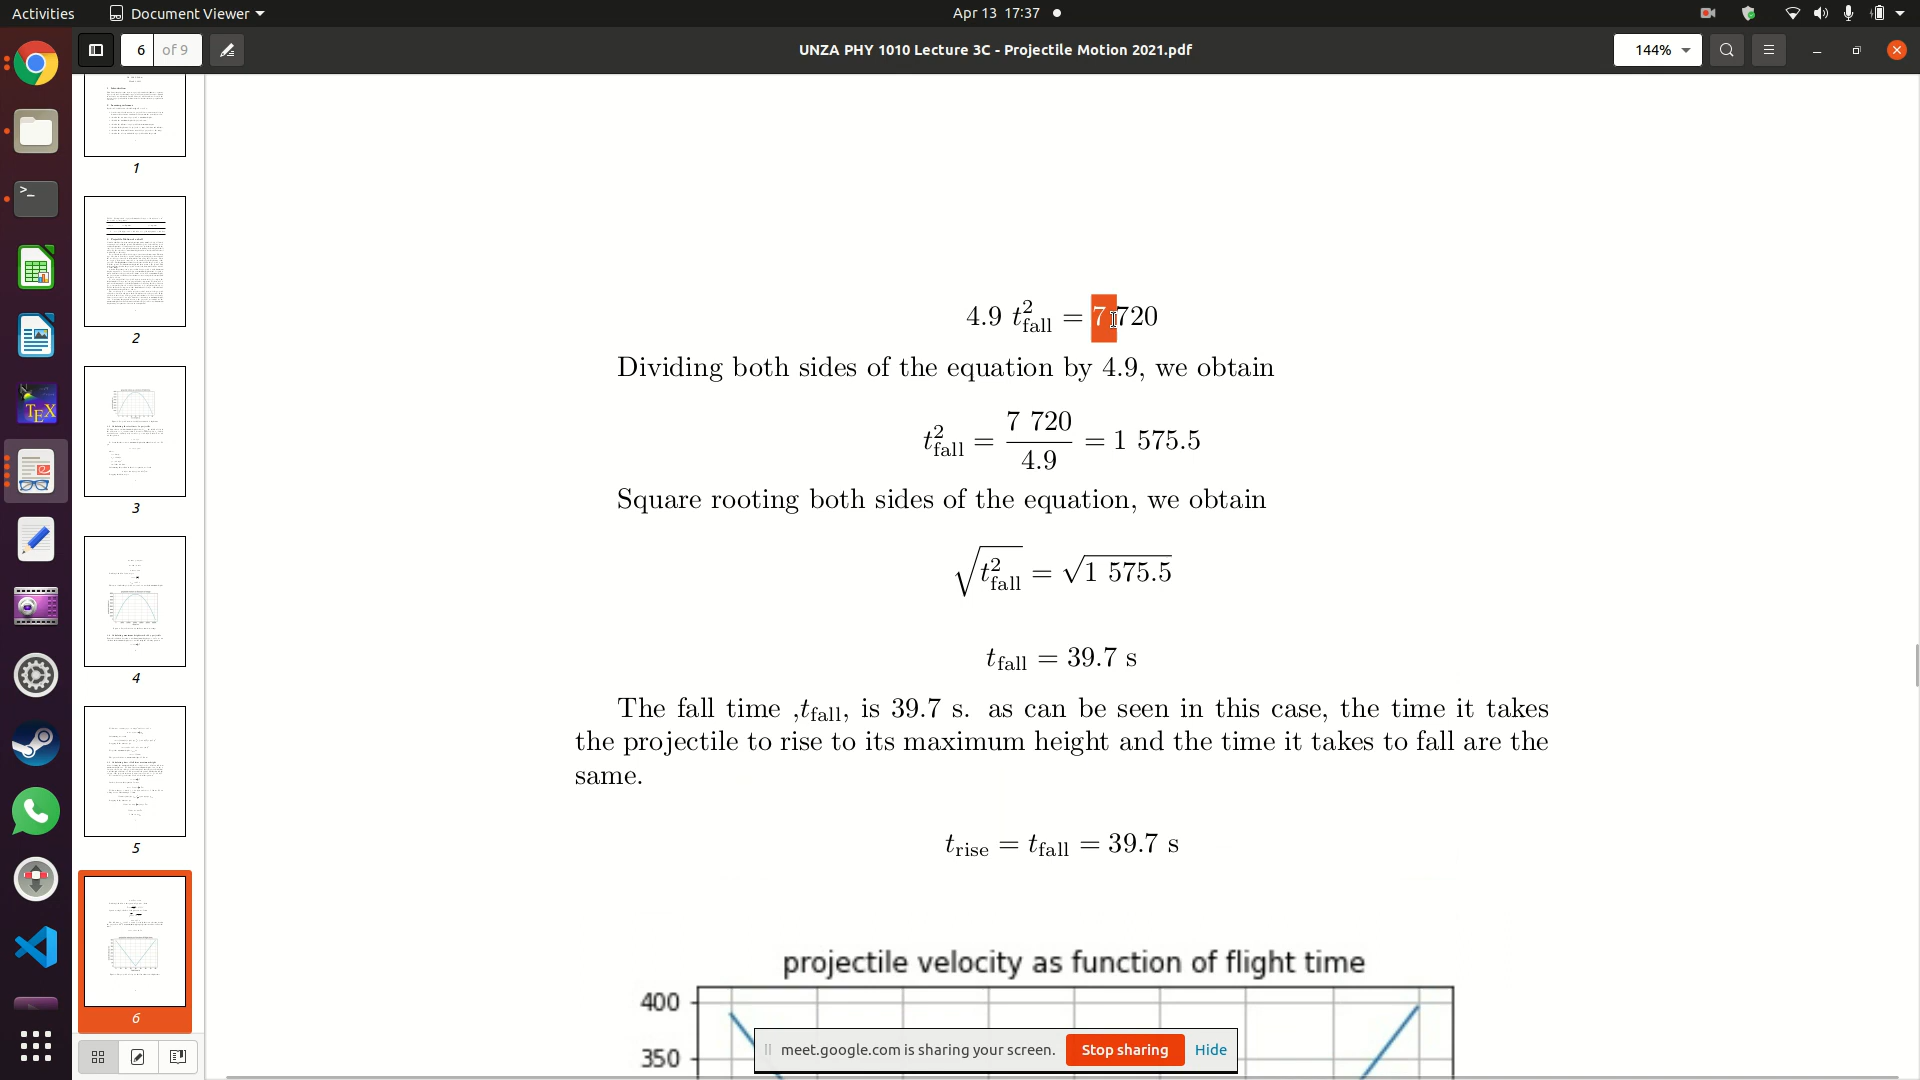 Activities Document Viewer Apr 13 17:37
6 of 9 UNZA PHY 1010 Lecture 3C - Projectile Motion 2021.pdf 144%
1
2
3
4
5
6
4.9 t²fall = 7 720
Dividing both sides of the equation by 4.9, we obtain
t²fall = 7 720 / 4.9 = 1 575.5
Square rooting both sides of the equation, we obtain
√t²fall = √1 575.5
tfall = 39.7 s
The fall time ,tfall, is 39.7 s. as can be seen in this case, the time it takes
the projectile to rise to its maximum height and the time it takes to fall are the
same.
trise = tfall = 39.7 s
projectile velocity as function of flight time
400
350
meet.google.com is sharing your screen. Stop sharing Hide